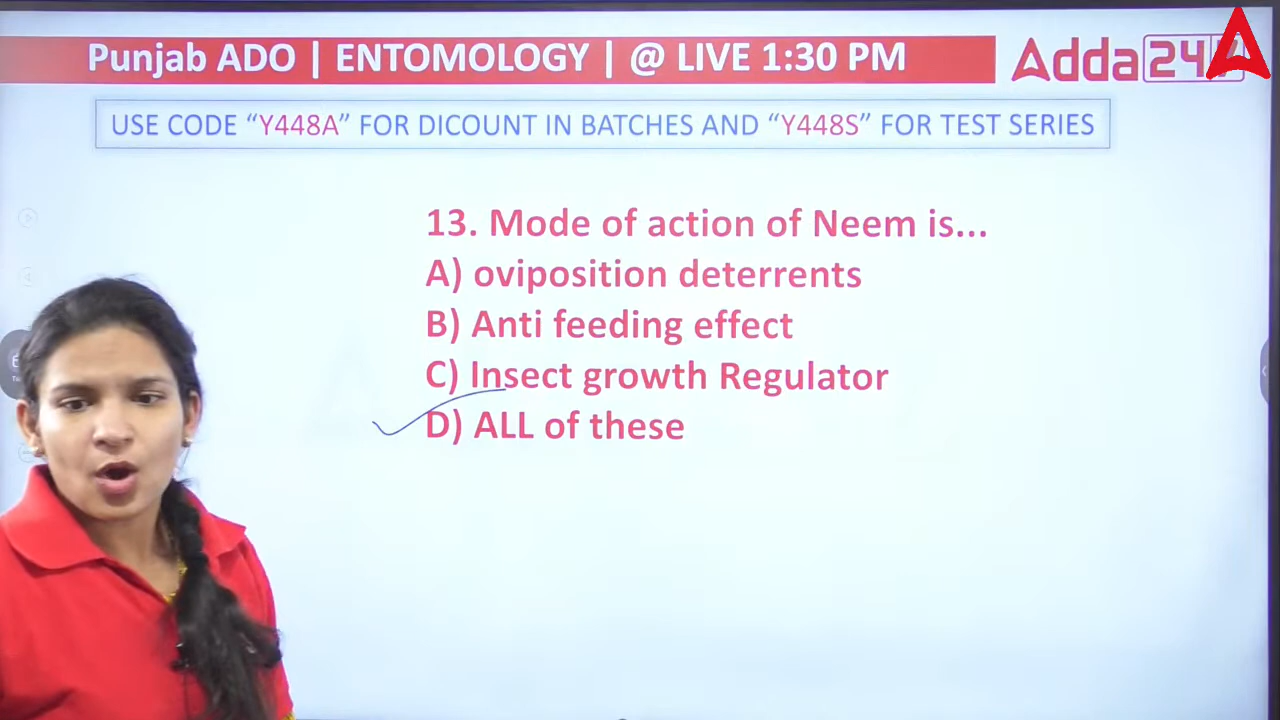 Punjab ADO | ENTOMOLOGY | @ LIVE 1:30 PM
Adda247
USE CODE “Y448A” FOR DICOUNT IN BATCHES AND “Y448S” FOR TEST SERIES
13. Mode of action of Neem is...
A) oviposition deterrents
B) Anti feeding effect
C) Insect growth Regulator
D) ALL of these